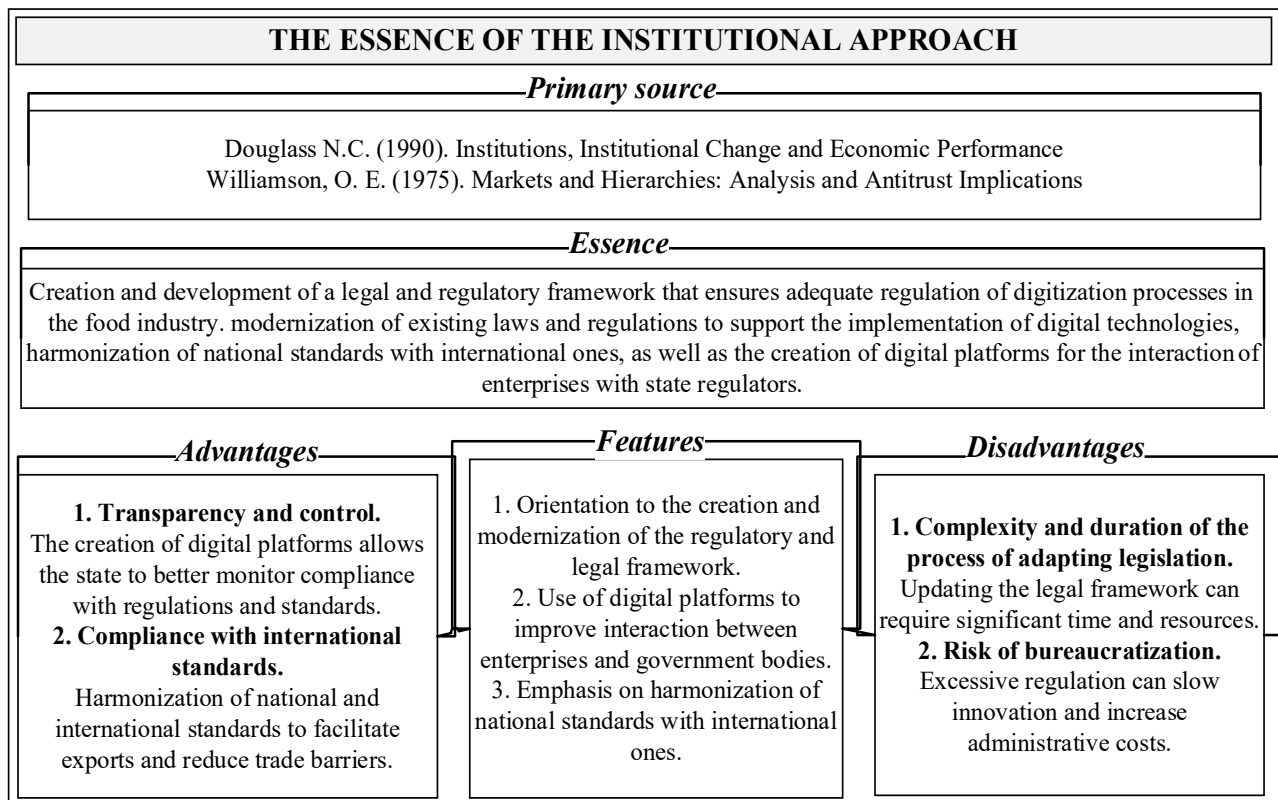 THE ESSENCE OF THE INSTITUTIONAL APPROACH
Primary source
Douglass N.C. (1990). Institutions, Institutional Change and Economic Performance
Williamson, O. E. (1975). Markets and Hierarchies: Analysis and Antitrust Implications
Essence
Creation and development of a legal and regulatory framework that ensures adequate regulation of digitization processes in
the food industry. modernization of existing laws and regulations to support the implementation of digital technologies,
harmonization of national standards with international ones, as well as the creation of digital platforms for the interaction of
enterprises with state regulators.
Advantages
1. Transparency and control.
The creation of digital platforms allows
the state to better monitor compliance
with regulations and standards.
2. Compliance with international
standards.
Harmonization of national and
international standards to facilitate
exports and reduce trade barriers.
Features
1. Orientation to the creation and
modernization of the regulatory and
legal framework.
2. Use of digital platforms to
improve interaction between
enterprises and government bodies.
3. Emphasis on harmonization of
national standards with international
ones.
Disadvantages
1. Complexity and duration of the
process of adapting legislation.
Updating the legal framework can
require significant time and resources.
2. Risk of bureaucratization.
Excessive regulation can slow
innovation and increase
administrative costs.